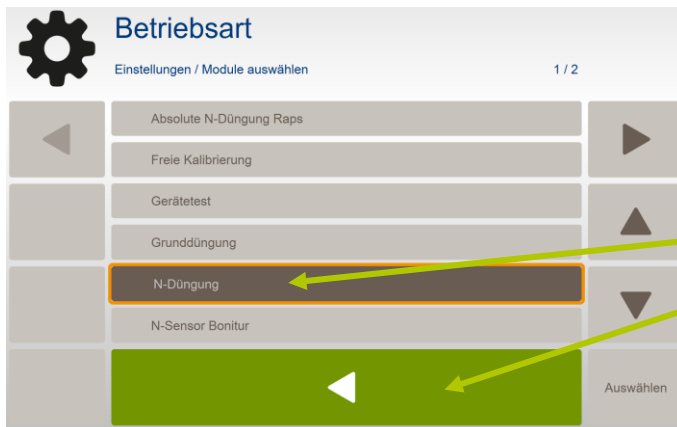 Betriebsart
Einstellungen / Module auswählen 1 / 2
Absolute N-Düngung Raps
Freie Kalibrierung
Gerätetest
Grunddüngung
N-Düngung
N-Sensor Bonitur
Auswählen